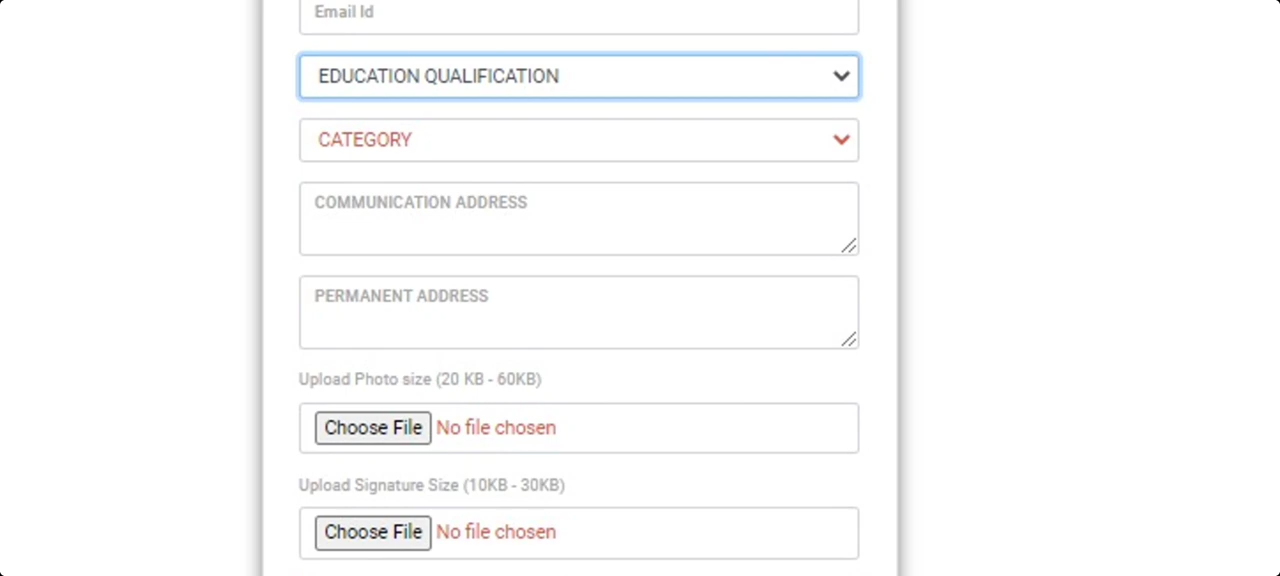 Email Id
EDUCATION QUALIFICATION
CATEGORY
COMMUNICATION ADDRESS
PERMANENT ADDRESS
Upload Photo size (20 KB - 60KB)
Choose File No file chosen
Upload Signature Size (10KB - 30KB)
Choose File No file chosen